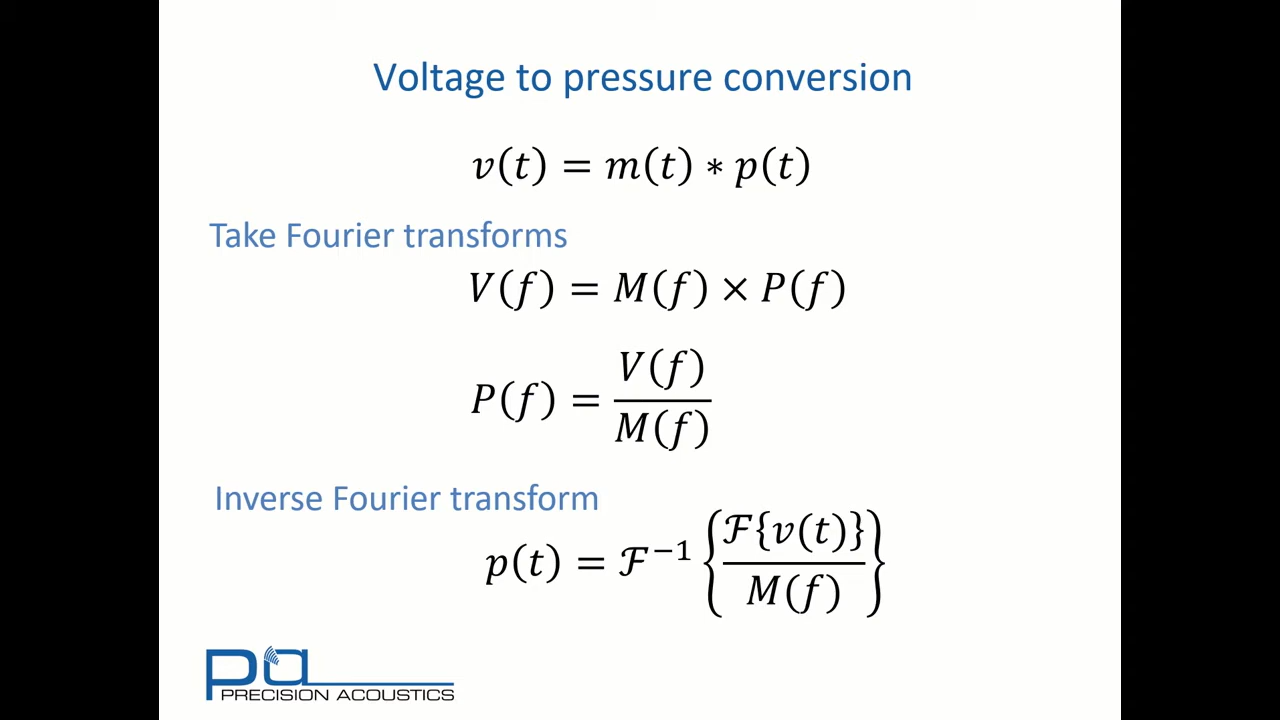 Voltage to pressure conversion
𝑣(𝑡) = 𝑚(𝑡) ∗ 𝑝(𝑡)
Take Fourier transforms
𝑉(𝑓) = 𝑀(𝑓) × 𝑃(𝑓)
𝑃(𝑓) = 𝑉(𝑓) / 𝑀(𝑓)
Inverse Fourier transform
𝑝(𝑡) = ℱ⁻¹ { ℱ{𝑣(𝑡)} / 𝑀(𝑓) }
pa
PRECISION ACOUSTICS